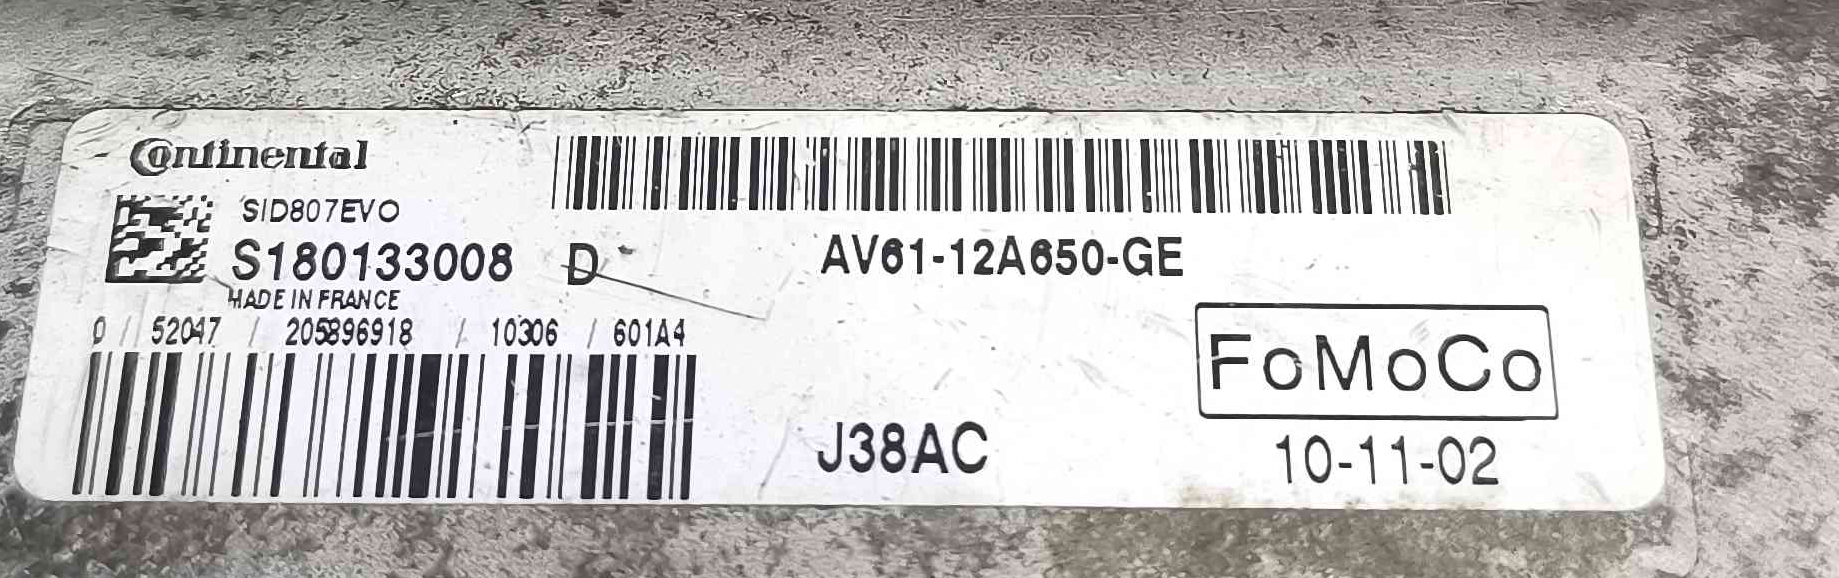 Continental
SID807EVO
S180133008 D
AV61-12A650-GE
MADE IN FRANCE
0 / 52047 / 205896918 / 10306 / 601A4
FoMoCo
J38AC
10-11-02